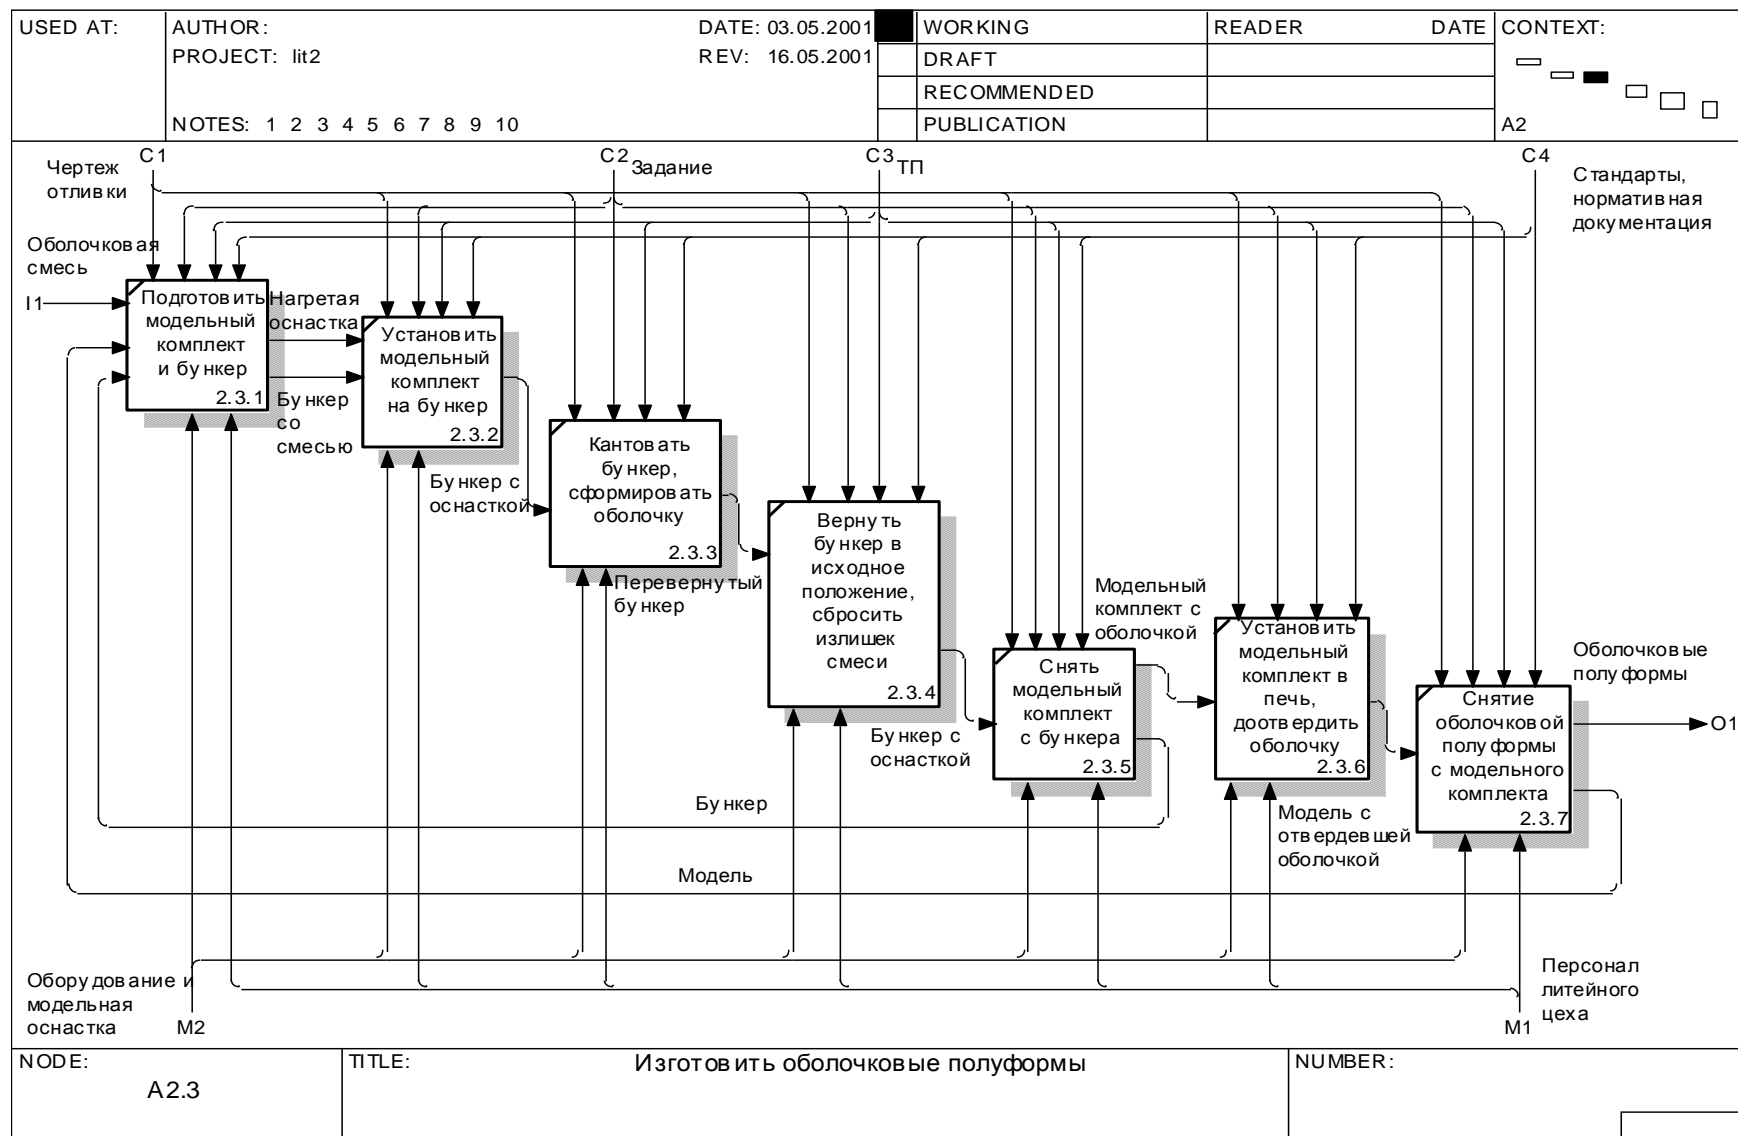 USED AT:
AUTHOR:
DATE: 03.05.2001
WORKING
READER
DATE
CONTEXT:
PROJECT: lit2
REV: 16.05.2001
DRAFT
RECOMMENDED
NOTES: 1 2 3 4 5 6 7 8 9 10
PUBLICATION
A2
C1
C2
C3
C4
Чертеж
отливки
Задание
ТП
Стандарты,
нормативная
документация
Оболочковая
смесь
I1
Подготовить
модельный
комплект
и бункер
2.3.1
Нагретая
оснастка
Бункер
со
смесью
Установить
модельный
комплект
на бункер
2.3.2
Бункер с
оснасткой
Кантовать
бункер,
сформировать
оболочку
2.3.3
Перевернутый
бункер
Вернуть
бункер в
исходное
положение,
сбросить
излишек
смеси
2.3.4
Бункер с
оснасткой
Модельный
комплект с
оболочкой
Снять
модельный
комплект
с бункера
2.3.5
Установить
модельный
комплект в
печь,
доотвердить
оболочку
2.3.6
Модель с
отвердевшей
оболочкой
Оболочковые
полуформы
Снятие
оболочковой
полуформы
с модельного
комплекта
2.3.7
O1
Бункер
Модель
Оборудование и
модельная
оснастка
M2
Персонал
литейного
цеха
M1
NODE:
A2.3
TITLE:
Изготовить оболочковые полуформы
NUMBER: